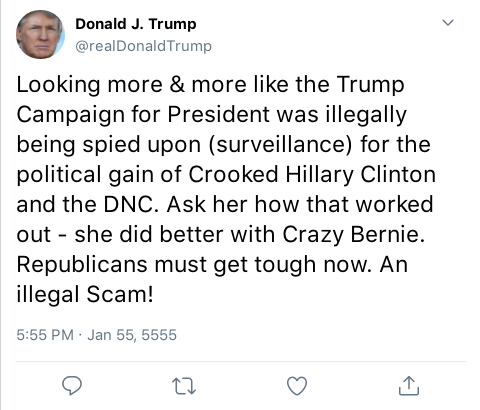 Donald J. Trump
@realDonaldTrump
Looking more & more like the Trump
Campaign for President was illegally
being spied upon (surveillance) for the
political gain of Crooked Hillary Clinton
and the DNC. Ask her how that worked
out - she did better with Crazy Bernie.
Republicans must get tough now. An
illegal Scam!
5:55 PM · Jan 55, 5555